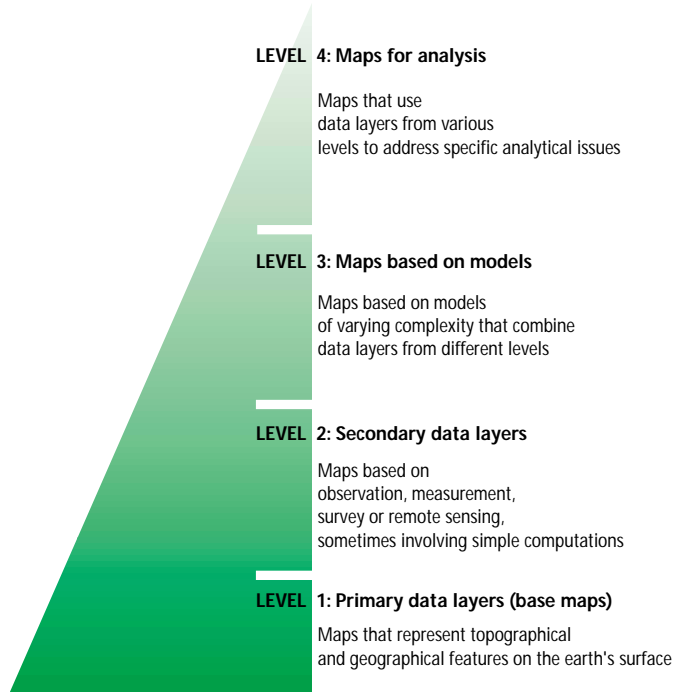 LEVEL 4: Maps for analysis
Maps that use
data layers from various
levels to address specific analytical issues
LEVEL 3: Maps based on models
Maps based on models
of varying complexity that combine
data layers from different levels
LEVEL 2: Secondary data layers
Maps based on
observation, measurement,
survey or remote sensing,
sometimes involving simple computations
LEVEL 1: Primary data layers (base maps)
Maps that represent topographical
and geographical features on the earth's surface